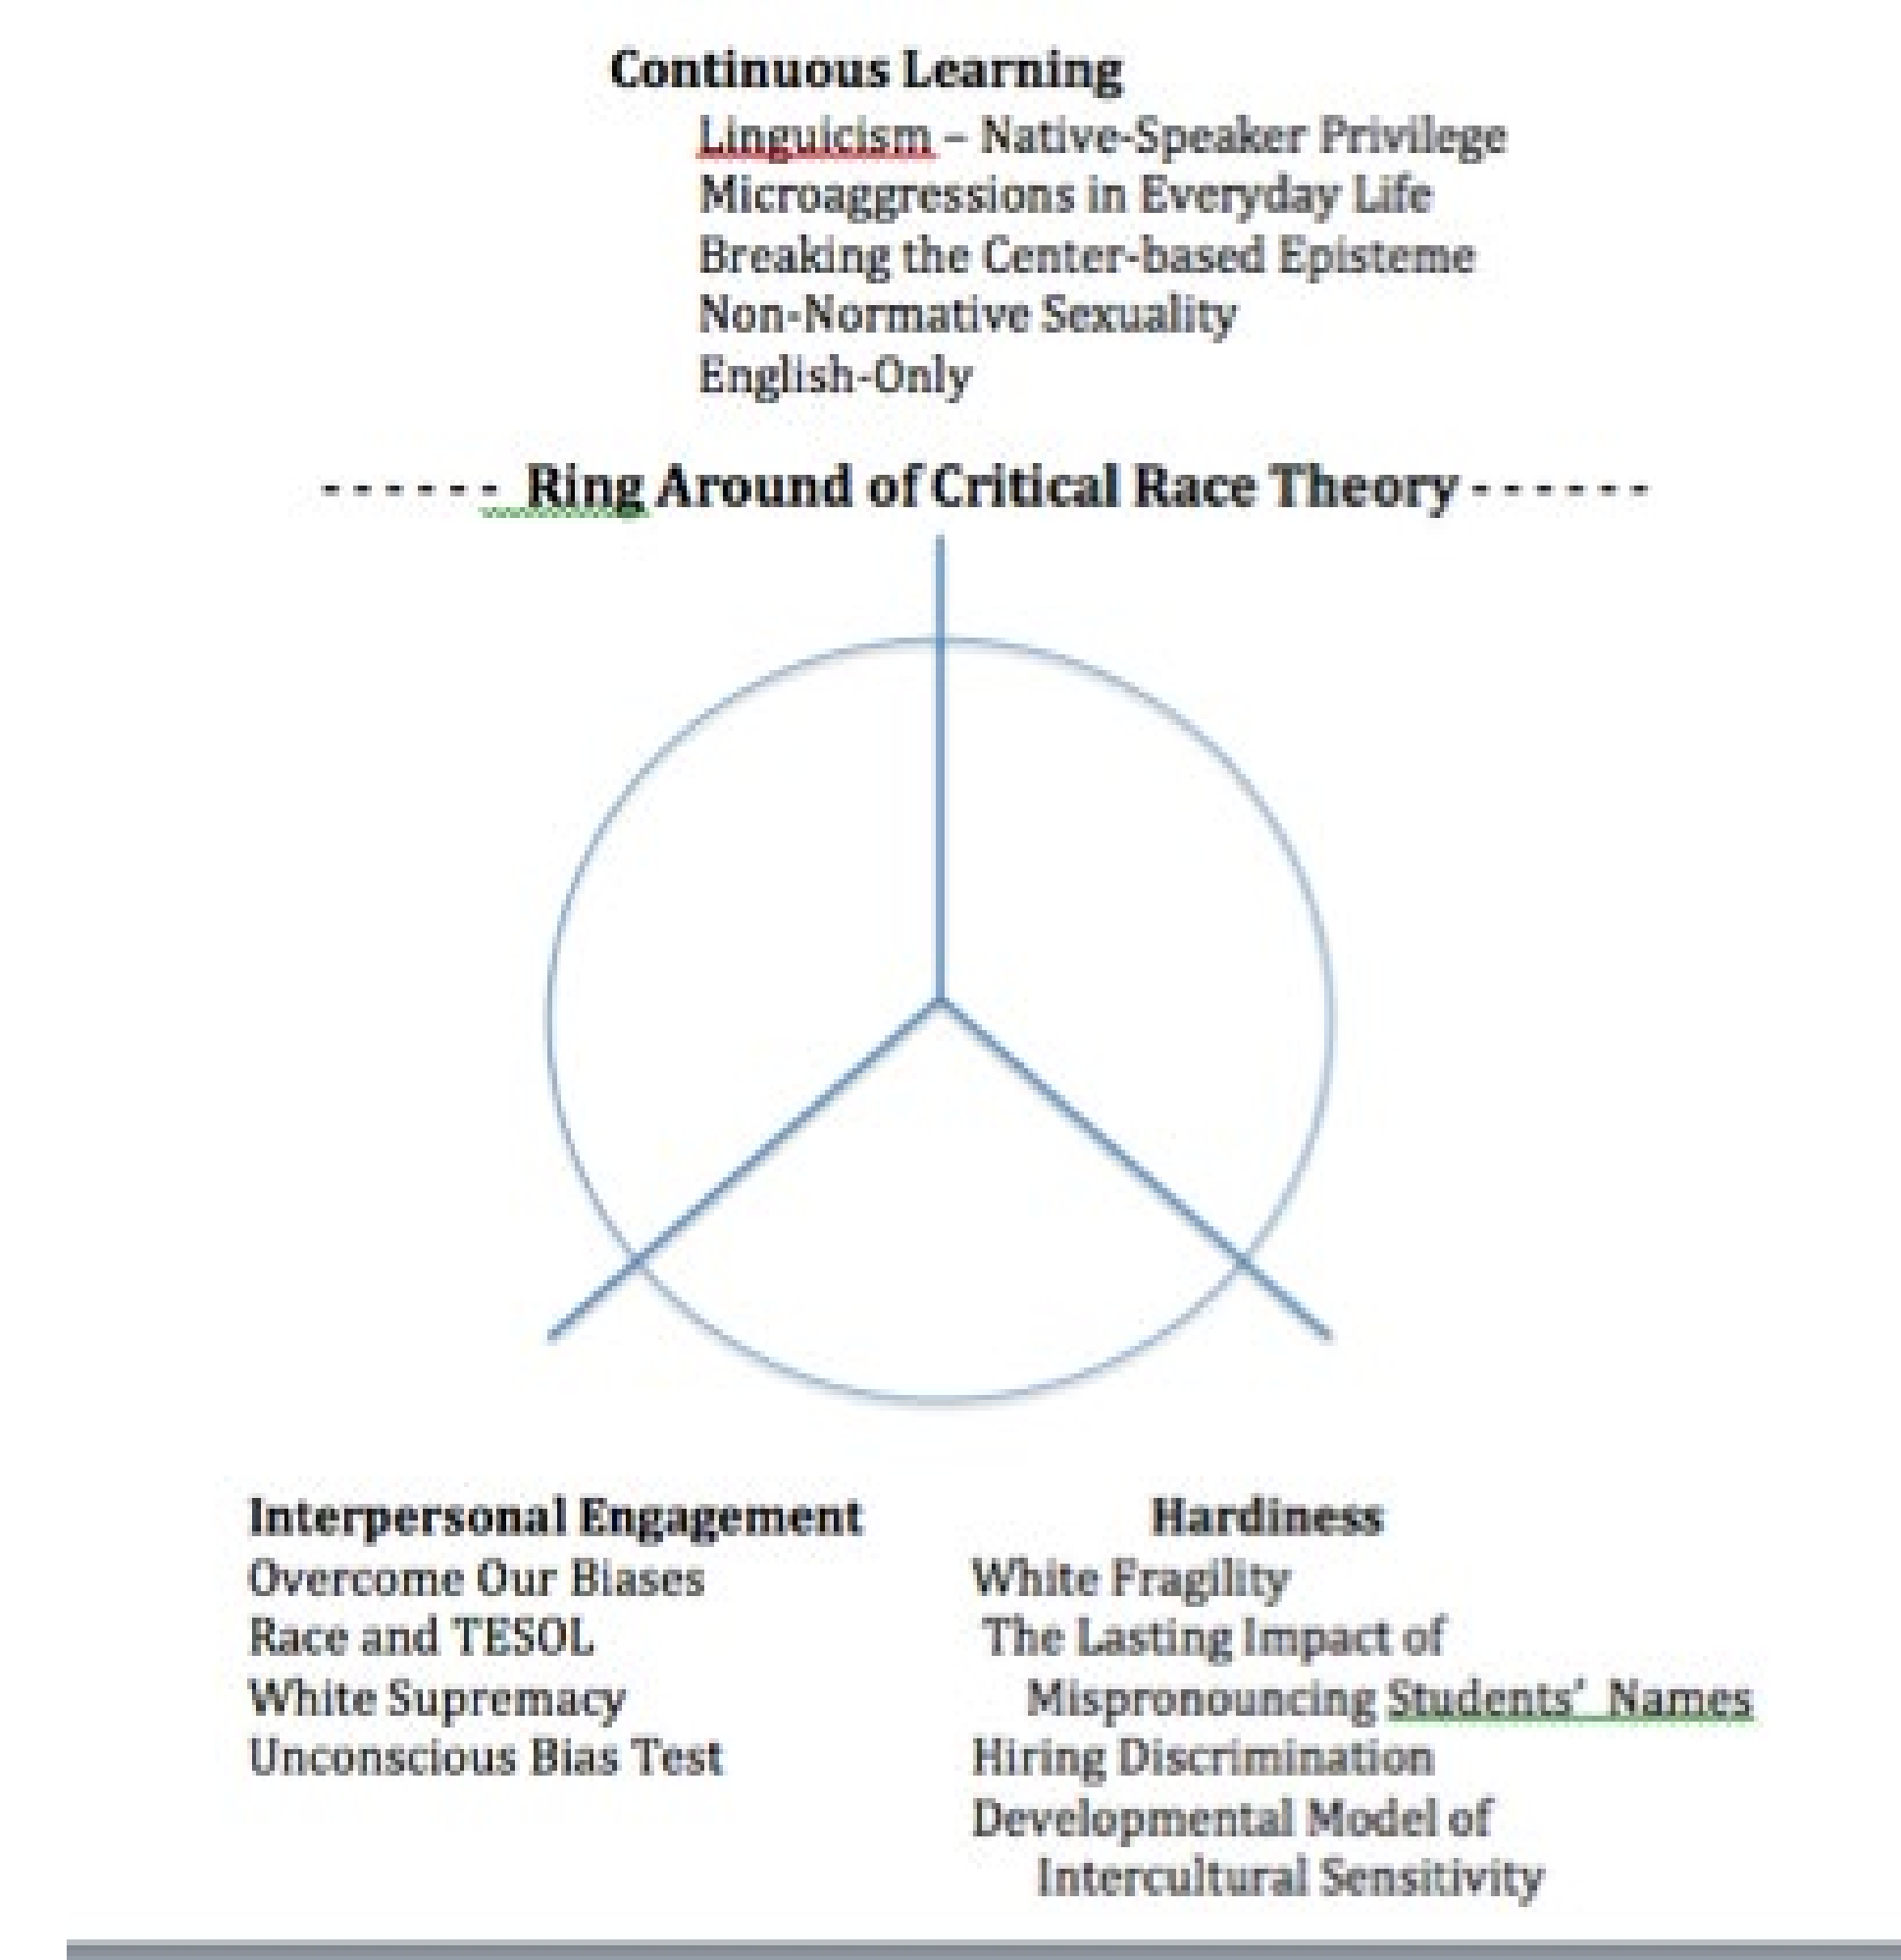 Continuous Learning
Linguicism – Native-Speaker Privilege
Microaggressions in Everyday Life
Breaking the Center-based Episteme
Non-Normative Sexuality
English-Only
- - - - - - Ring Around of Critical Race Theory - - - - - -
Interpersonal Engagement
Overcome Our Biases
Race and TESOL
White Supremacy
Unconscious Bias Test
Hardiness
White Fragility
The Lasting Impact of
Mispronouncing Students' Names
Hiring Discrimination
Developmental Model of
Intercultural Sensitivity